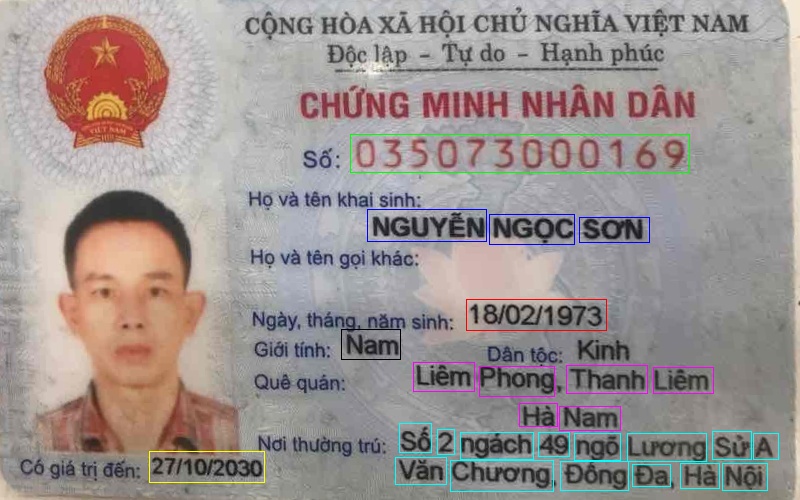 CỘNG HÒA XÃ HỘI CHỦ NGHĨA VIỆT NAM
Độc lập - Tự do - Hạnh phúc
CHỨNG MINH NHÂN DÂN
Số: 035073000169
Họ và tên khai sinh:
NGUYỄN NGỌC SƠN
Họ và tên gọi khác:
Ngày, tháng, năm sinh: 18/02/1973
Giới tính: Nam Dân tộc: Kinh
Quê quán: Liêm Phong, Thanh Liêm
Hà Nam
Nơi thường trú: Số 2 ngách 49 ngõ Lương Sử A
Văn Chương, Đống Đa, Hà Nội
Có giá trị đến: 27/10/2030
VIỆT NAM